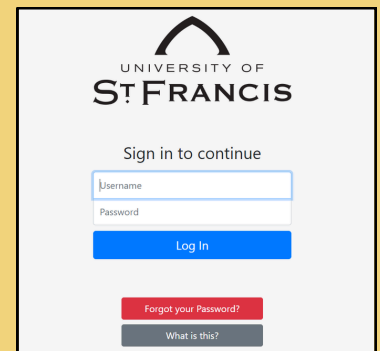 UNIVERSITY OF
ST FRANCIS
Sign in to continue
Username
Password
Log In
Forgot your Password?
What is this?